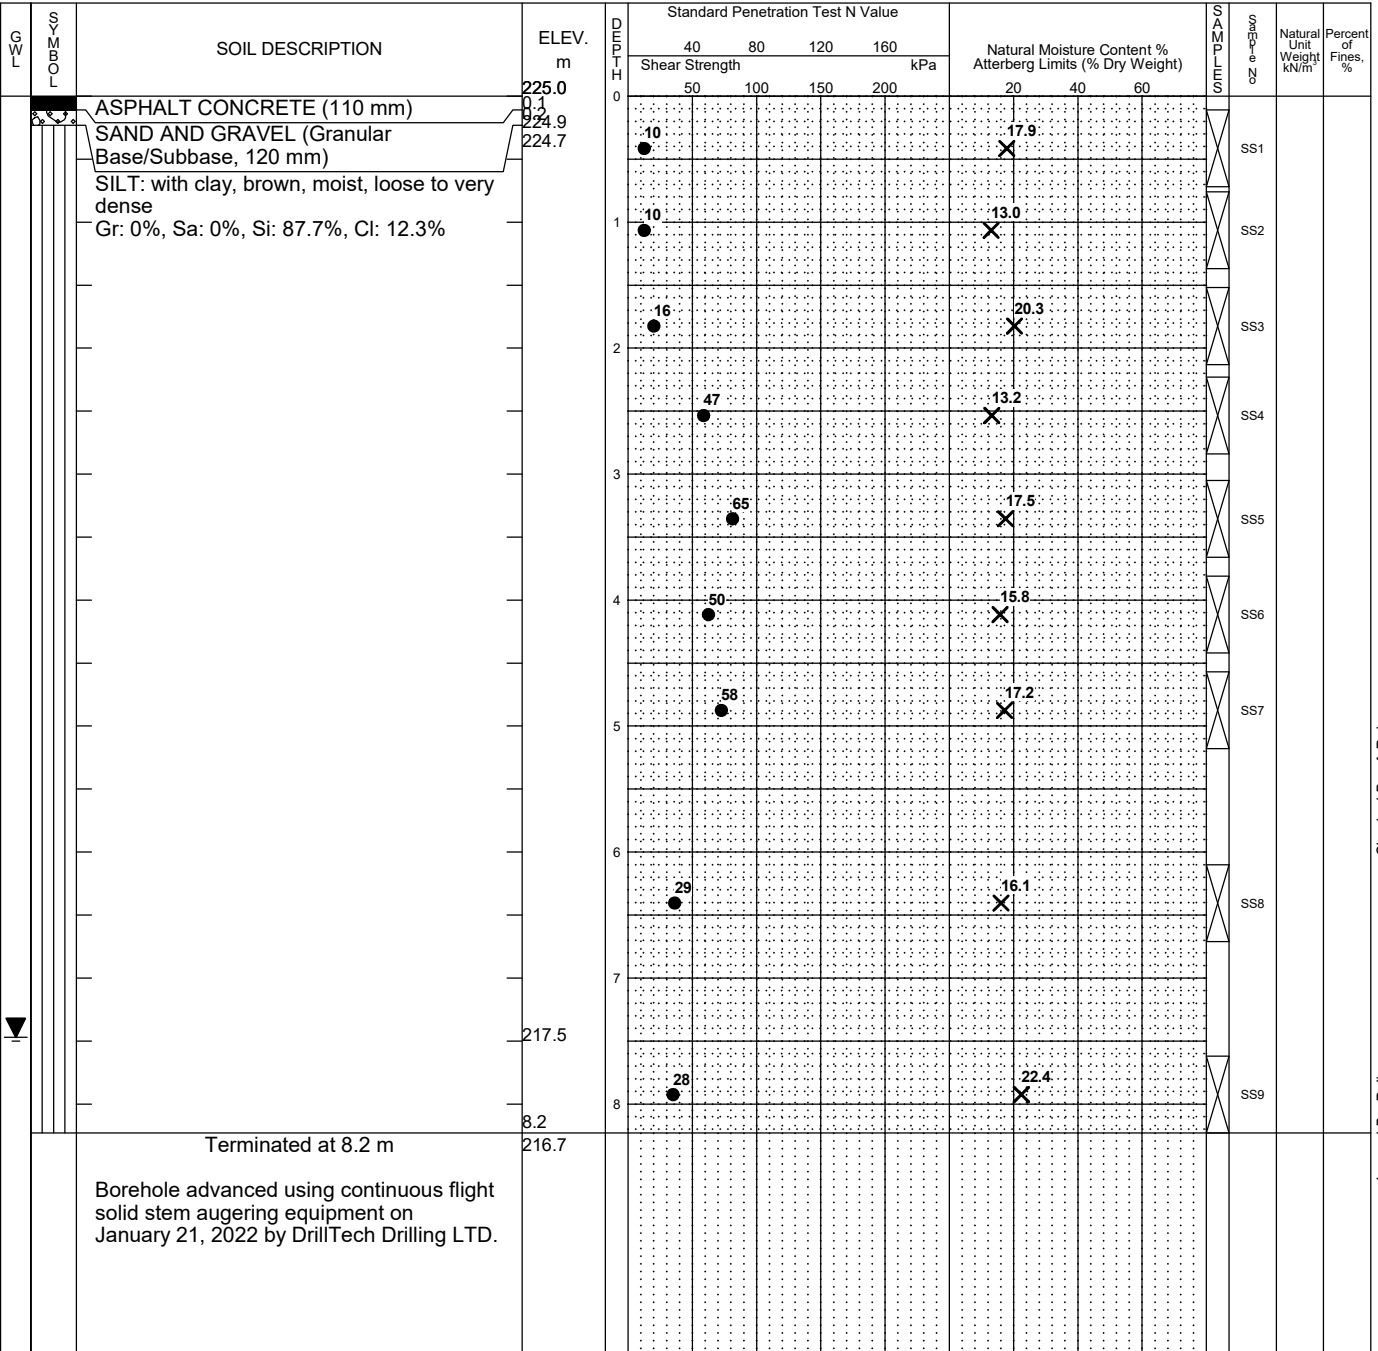 GWL
SYMBOL
SOIL DESCRIPTION
ELEV.
m
DEPTH
Standard Penetration Test N Value
40 80 120 160
Shear Strength kPa
50 100 150 200
Natural Moisture Content %
Atterberg Limits (% Dry Weight)
20 40 60
SAMPLES
Sample No
Natural
Unit
Weight
kN/m³
Percent
of
Fines,
%
225.0
0
ASPHALT CONCRETE (110 mm)
0.1
0.2
224.9
SAND AND GRAVEL (Granular
Base/Subbase, 120 mm)
224.7
10 17.9 SS1
SILT: with clay, brown, moist, loose to very
dense
Gr: 0%, Sa: 0%, Si: 87.7%, Cl: 12.3%
1
10 13.0 SS2
16 20.3 SS3
2
47 13.2 SS4
3
65 17.5 SS5
4
50 15.8 SS6
58 17.2 SS7
5
6
29 16.1 SS8
7
217.5
28 22.4 SS9
8
8.2
Terminated at 8.2 m
216.7
Borehole advanced using continuous flight
solid stem augering equipment on
January 21, 2022 by DrillTech Drilling LTD.